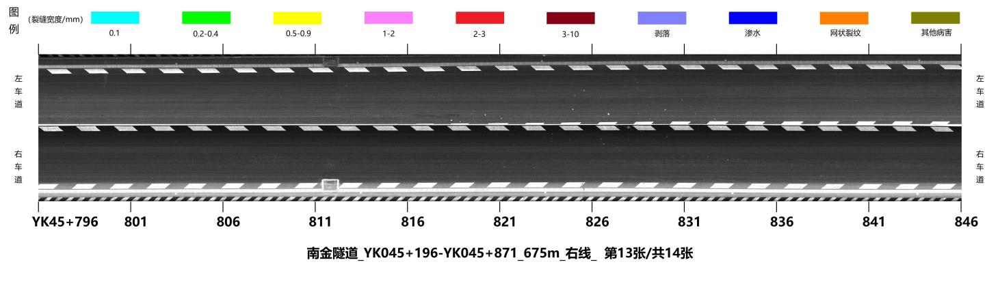 图例 (裂缝宽度/mm) 0.1 0.2-0.4 0.5-0.9 1-2 2-3 3-10 剥落 渗水 网状裂纹 其他病害
左车道 左车道
右车道 右车道
YK45+796 801 806 811 816 821 826 831 836 841 846
南金隧道_YK045+196-YK045+871_675m_右线_ 第13张/共14张